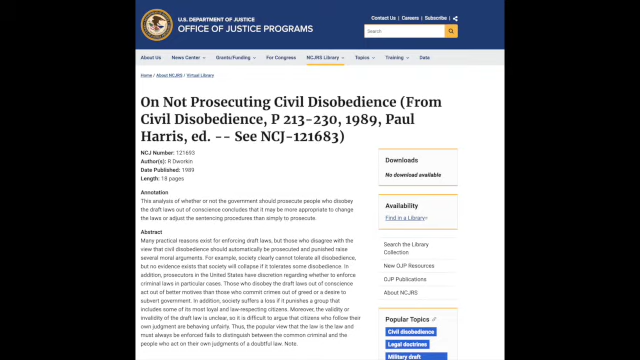 U.S. DEPARTMENT OF JUSTICE
OFFICE OF JUSTICE PROGRAMS
Contact Us | Careers | Subscribe |
Search
About Us News Center Grants/Funding For Congress NCJRS Library Topics Training Data
Home / About NCJRS / Virtual Library
On Not Prosecuting Civil Disobedience (From
Civil Disobedience, P 213-230, 1989, Paul
Harris, ed. -- See NCJ-121683)
NCJ Number: 121693
Author(s): R Dworkin
Date Published: 1989
Length: 18 pages
Annotation
This analysis of whether or not the government should prosecute people who disobey
the draft laws out of conscience concludes that it may be more appropriate to change
the laws or adjust the sentencing procedures than simply to prosecute.
Abstract
Many practical reasons exist for enforcing draft laws, but those who disagree with the
view that civil disobedience should automatically be prosecuted and punished raise
several moral arguments. For example, society clearly cannot tolerate all disobedience,
but no evidence exists that society will collapse if it tolerates some disobedience. In
addition, prosecutors in the United States have discretion regarding whether to enforce
criminal laws in particular cases. Those who disobey the draft laws out of conscience
act out of better motives than those who commit crimes out of greed or a desire to
subvert government. In addition, society suffers a loss if it punishes a group that
includes some of its most loyal and law-respecting citizens. Moreover, the validity or
invalidity of the draft law is unclear, so it is difficult to argue that citizens who follow their
own judgment are behaving unfairly. Thus, the popular view that the law is the law and
must always be enforced fails to distinguish between the common criminal and the
people who act on their own judgments of a doubtful law. Note.
Downloads
No download available
Availability
Find in a Library
Search the Library
Collection
New OJP Resources
OJP Publications
About NCJRS
Popular Topics
Civil disobedience
Legal doctrines
Military draft